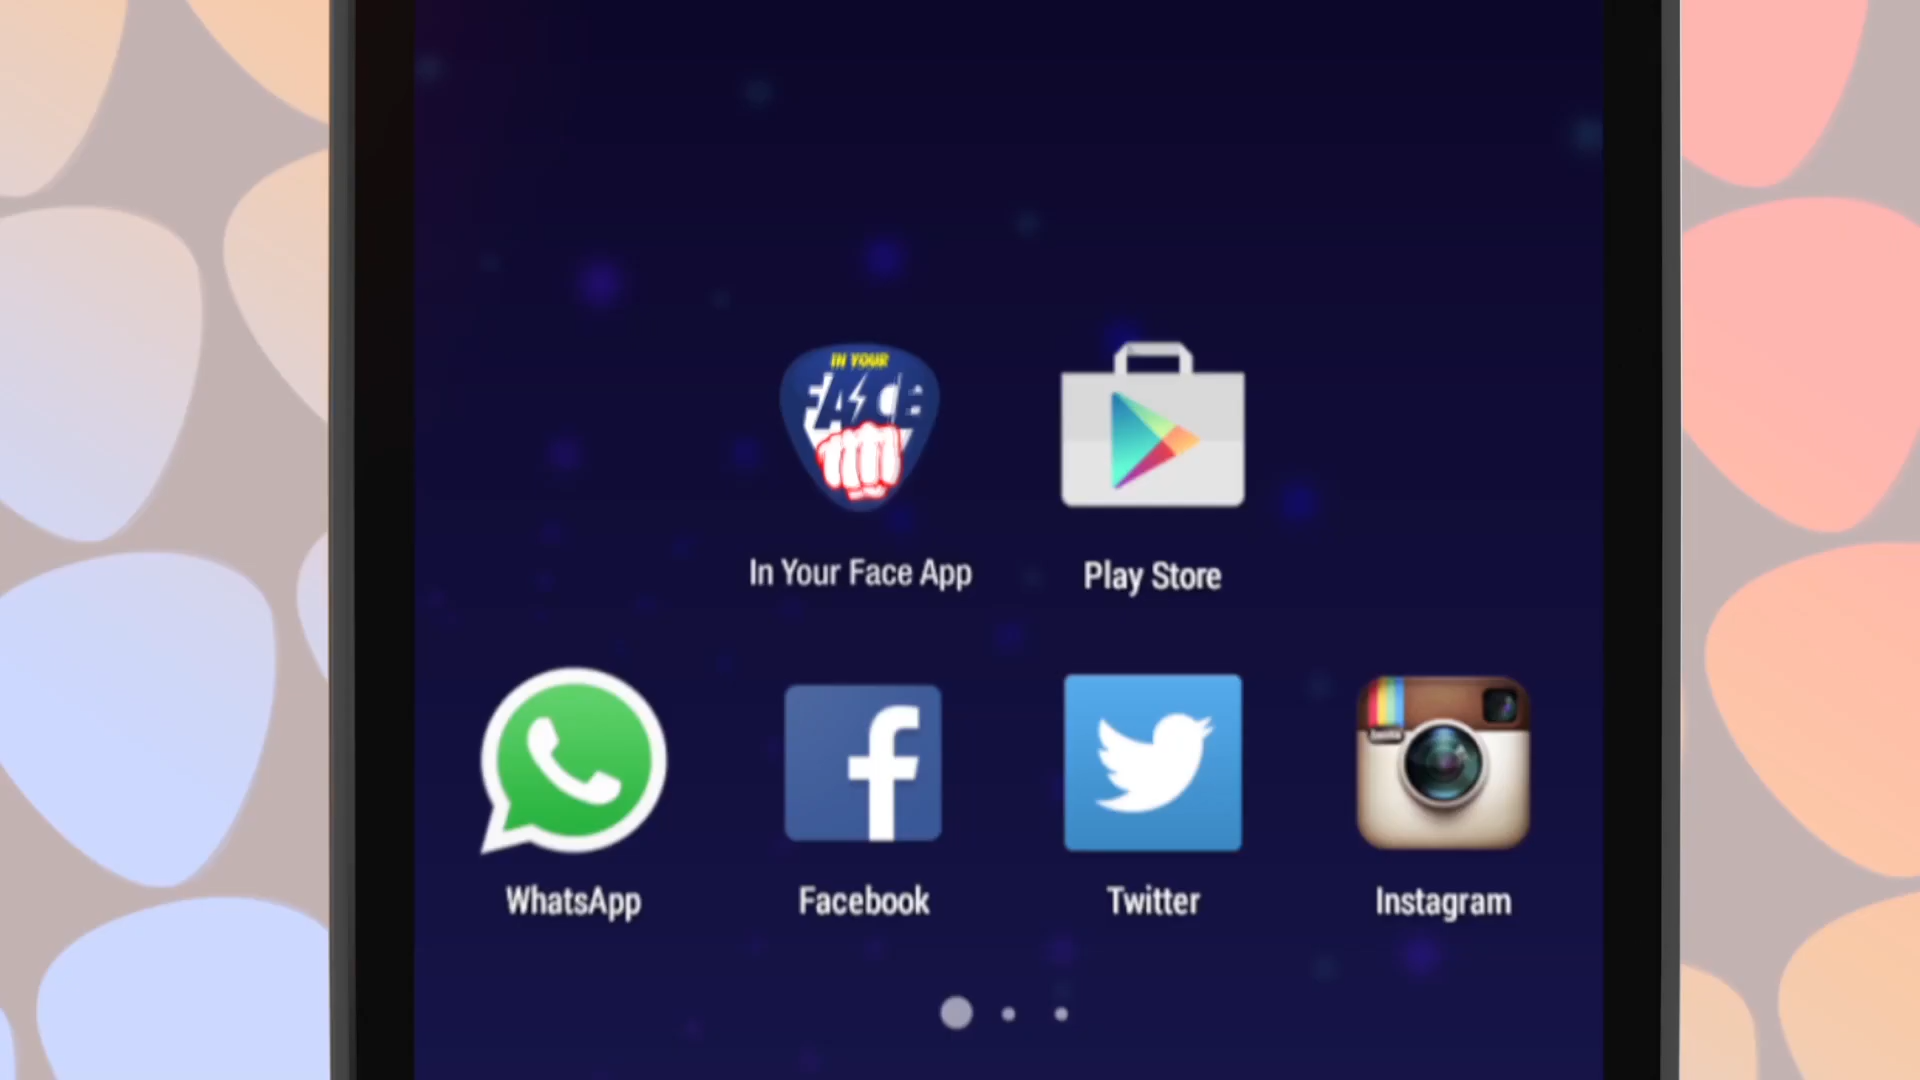 IN YOUR
FACE
In Your Face App
Play Store
WhatsApp
Facebook
Twitter
Instagram